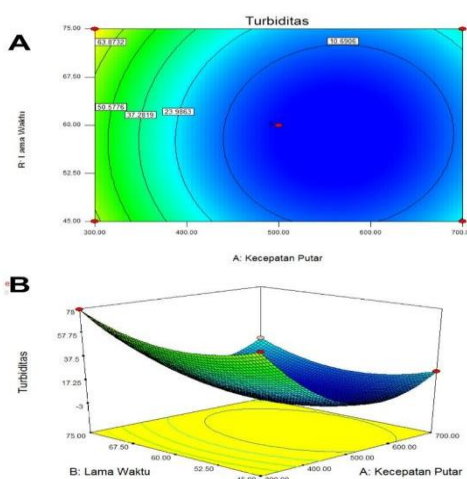 Turbiditas
A
75.00
63.8732
10.6906
67.50
50.5776
37.2819
23.9863
60.00
52.50
45.00
300.00 400.00 500.00 600.00 700.00
B: Lama Waktu
A: Kecepatan Putar
B
78
57.75
37.5
17.25
-3
Turbiditas
75.00 700.00
67.50 600.00
60.00 500.00
52.50 400.00
B: Lama Waktu
A: Kecepatan Putar